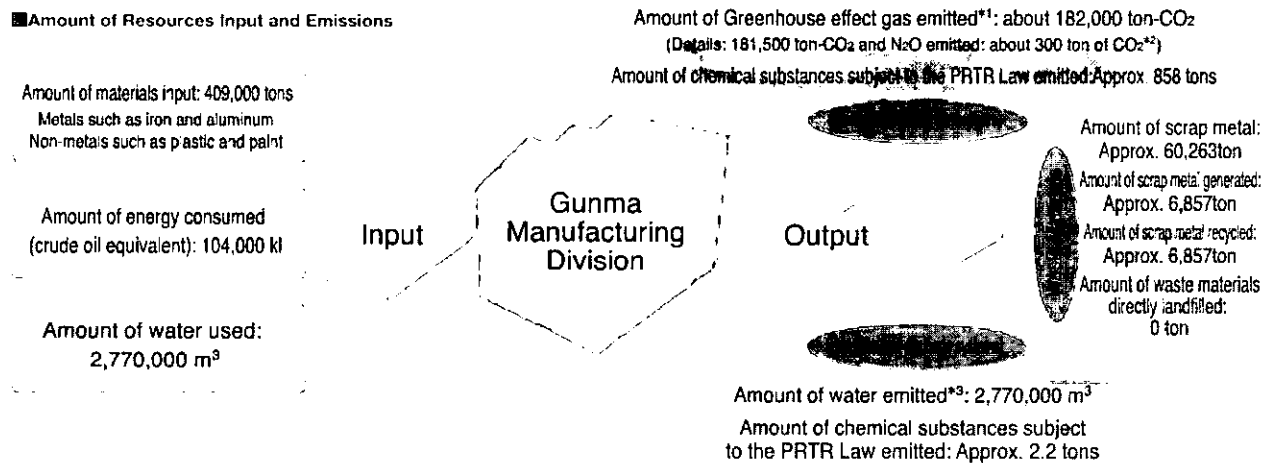 ■Amount of Resources Input and Emissions
Amount of Greenhouse effect gas emitted*1: about 182,000 ton-CO2
(Details: 181,500 ton-CO2 and N2O emitted: about 300 ton of CO2*2)
Amount of chemical substances subject to the PRTR Law emitted:Approx. 858 tons
Amount of materials input: 409,000 tons
Metals such as iron and aluminum
Non-metals such as plastic and paint
Amount of energy consumed
(crude oil equivalent): 104,000 kl
Amount of water used:
2,770,000 m³
Input
Gunma
Manufacturing
Division
Output
Amount of scrap metal:
Approx. 60,263ton
Amount of scrap metal generated:
Approx. 6,857ton
Amount of scrap metal recycled:
Approx. 6,857ton
Amount of waste materials
directly landfilled:
0 ton
Amount of water emitted*3: 2,770,000 m³
Amount of chemical substances subject
to the PRTR Law emitted: Approx. 2.2 tons